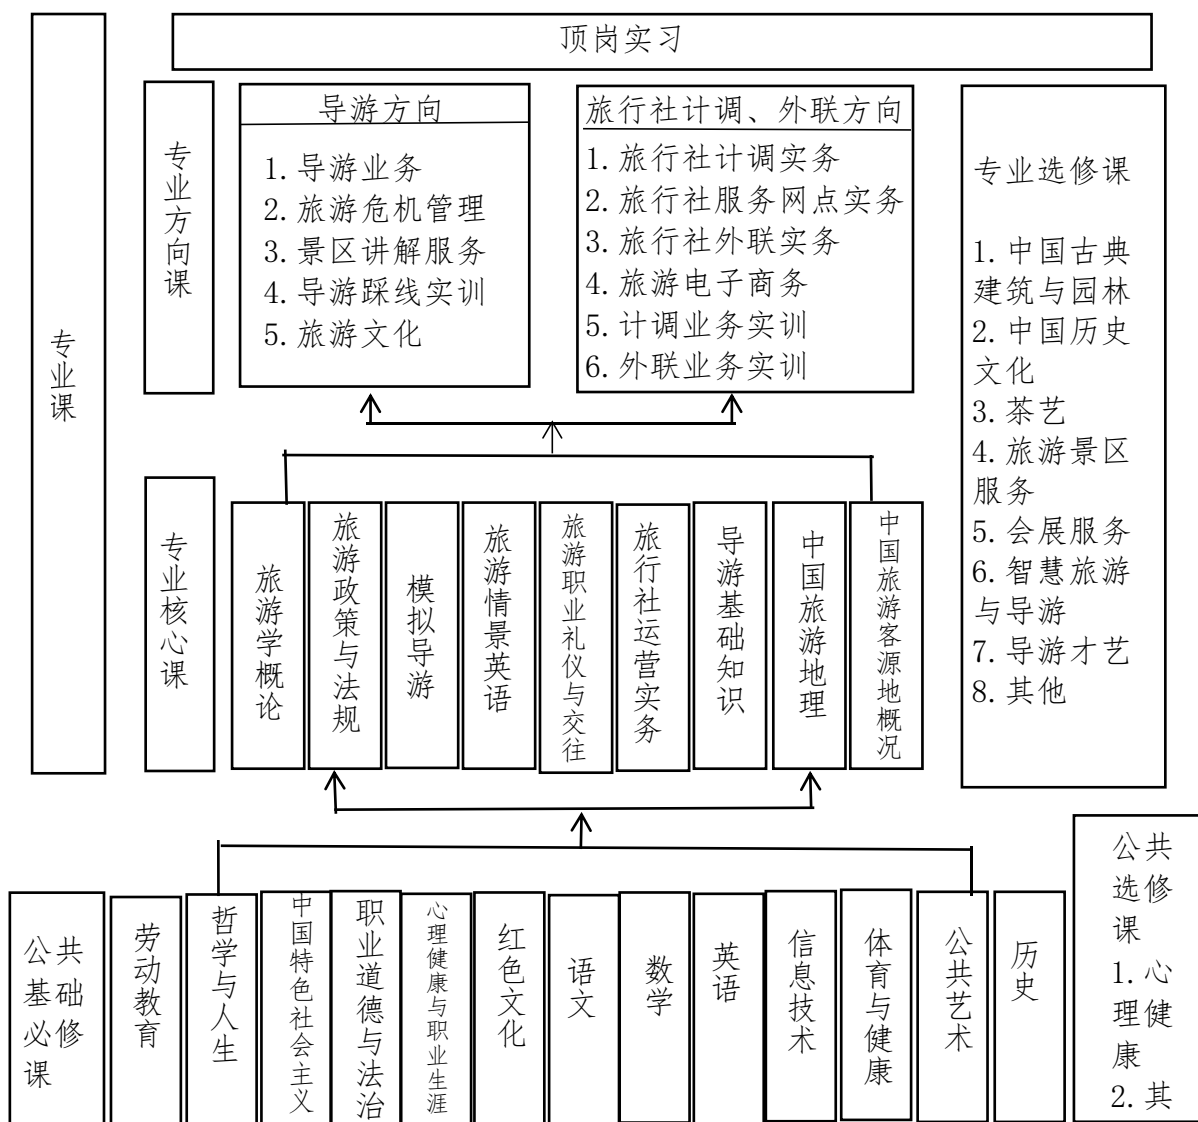 顶岗实习
专业课
专业方向课
导游方向
1.导游业务
2.旅游危机管理
3.景区讲解服务
4.导游踩线实训
5.旅游文化
旅行社计调、外联方向
1.旅行社计调实务
2.旅行社服务网点实务
3.旅行社外联实务
4.旅游电子商务
5.计调业务实训
6.外联业务实训
专业选修课
1.中国古典
建筑与园林
2.中国历史
文化
3.茶艺
4.旅游景区
服务
5.会展服务
6.智慧旅游
与导游
7.导游才艺
8.其他
专业核心课
旅游学概论
旅游政策与法规
模拟导游
旅游情景英语
旅游职业礼仪与交往
旅行社运营实务
导游基础知识
中国旅游地理
中国旅游客源地概况
公共
基础
必修
课
劳动教育
哲学与人生
中国特色社会主义
职业道德与法治
心理健康与职业生涯
红色文化
语文
数学
英语
信息技术
体育与健康
公共艺术
历史
公共
选修
课
1.心
理健
康
2.其